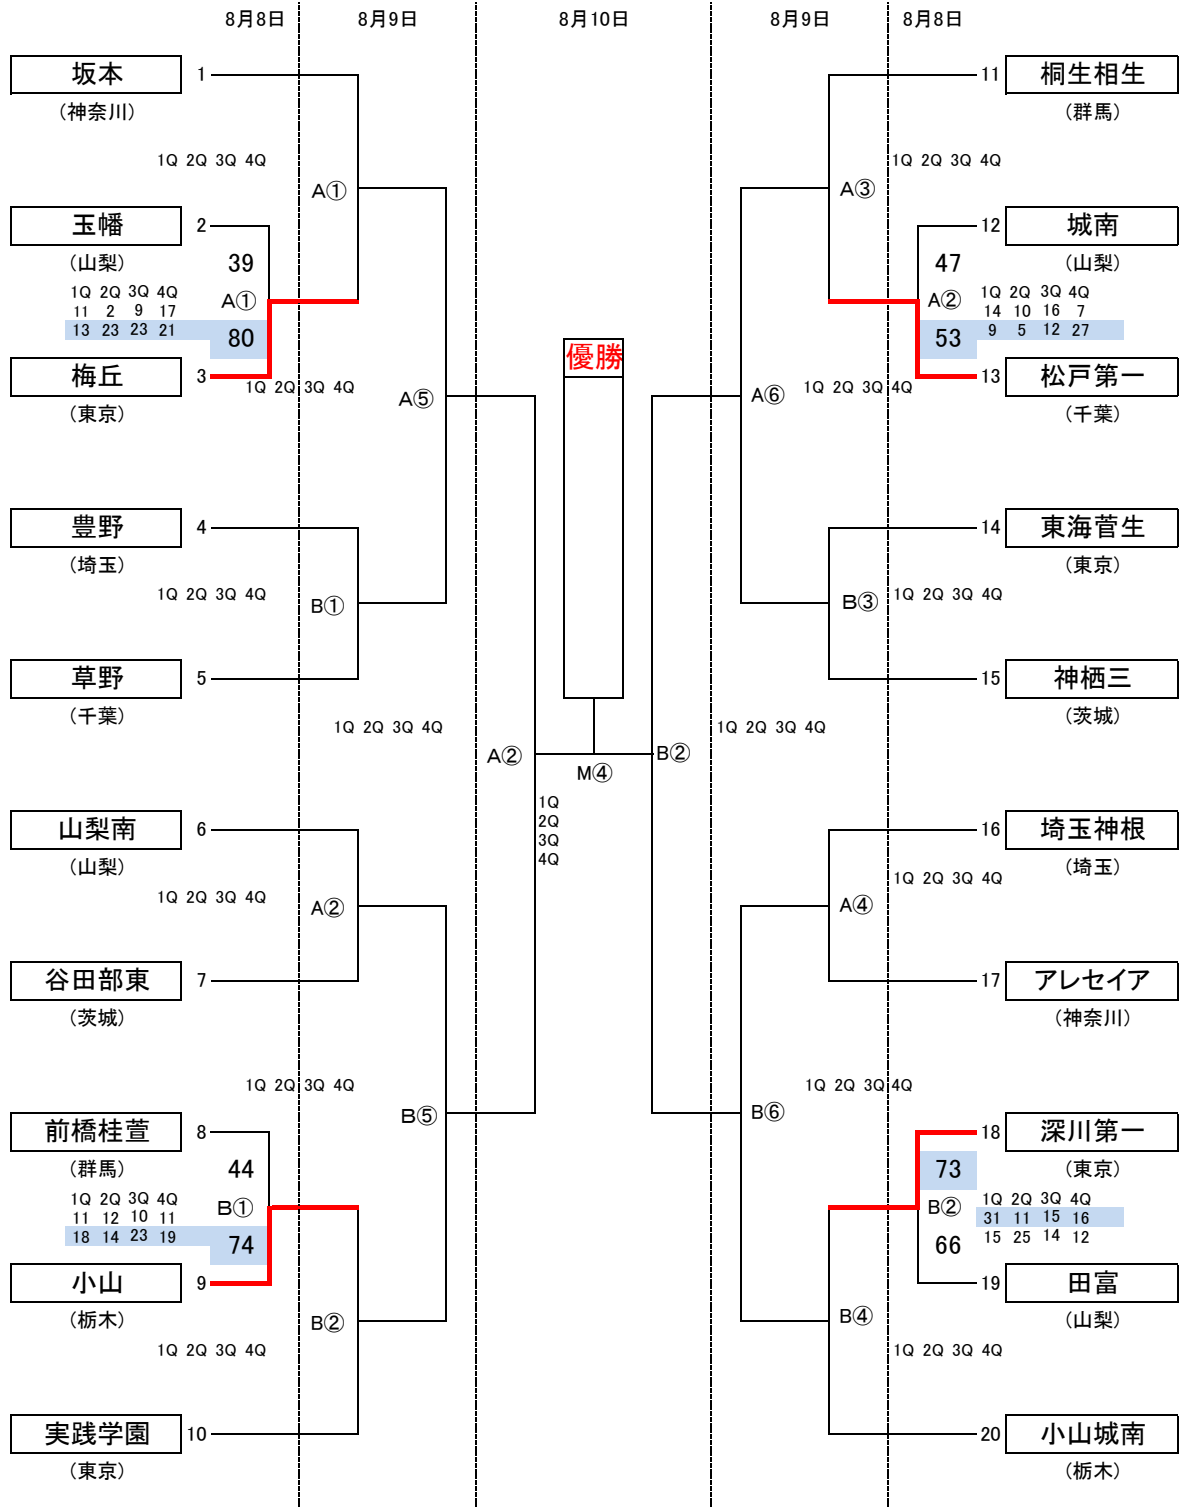 8月8日 8月9日 8月10日 8月9日 8月8日
坂本 1
(神奈川)
1Q 2Q 3Q 4Q
A①
玉幡 2
(山梨) 39
1Q 2Q 3Q 4Q A①
11 2 9 17
13 23 23 21 80
梅丘 3
(東京)
1Q 2Q 3Q 4Q
A⑤
豊野 4
(埼玉)
1Q 2Q 3Q 4Q
B①
草野 5
(千葉)
1Q 2Q 3Q 4Q
A②
山梨南 6
(山梨)
1Q 2Q 3Q 4Q
A②
谷田部東 7
(茨城)
1Q 2Q 3Q 4Q
B⑤
前橋桂萱 8
(群馬) 44
1Q 2Q 3Q 4Q B①
11 12 10 11
18 14 23 19 74
小山 9
(栃木)
1Q 2Q 3Q 4Q
B②
実践学園 10
(東京)
優勝
M④
1Q
2Q
3Q
4Q
11 桐生相生
(群馬)
1Q 2Q 3Q 4Q
A③
12 城南
47 (山梨)
A② 1Q 2Q 3Q 4Q
14 10 16 7
53 9 5 12 27
13 松戸第一
(千葉)
1Q 2Q 3Q 4Q
A⑥
14 東海菅生
(東京)
1Q 2Q 3Q 4Q
B③
15 神栖三
(茨城)
1Q 2Q 3Q 4Q
B②
16 埼玉神根
(埼玉)
1Q 2Q 3Q 4Q
A④
17 アレセイア
(神奈川)
1Q 2Q 3Q 4Q
B⑥
18 深川第一
73 (東京)
B② 1Q 2Q 3Q 4Q
31 11 15 16
66 15 25 14 12
19 田富
(山梨)
B④
1Q 2Q 3Q 4Q
20 小山城南
(栃木)